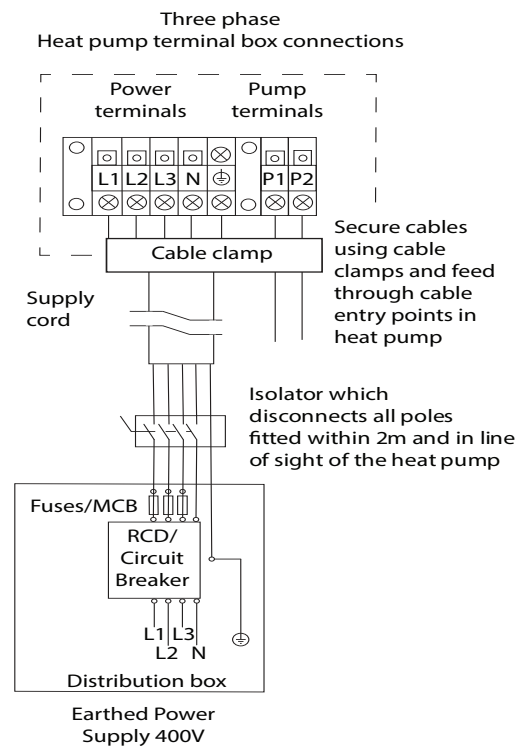 Three phase
Heat pump terminal box connections
Power
terminals
Pump
terminals
L1 L2 L3 N P1 P2
Cable clamp
Secure cables
using cable
clamps and feed
through cable
entry points in
heat pump
Supply
cord
Isolator which
disconnects all poles
fitted within 2m and in line
of sight of the heat pump
Fuses/MCB
RCD/
Circuit
Breaker
L1 L3
L2 N
Distribution box
Earthed Power
Supply 400V